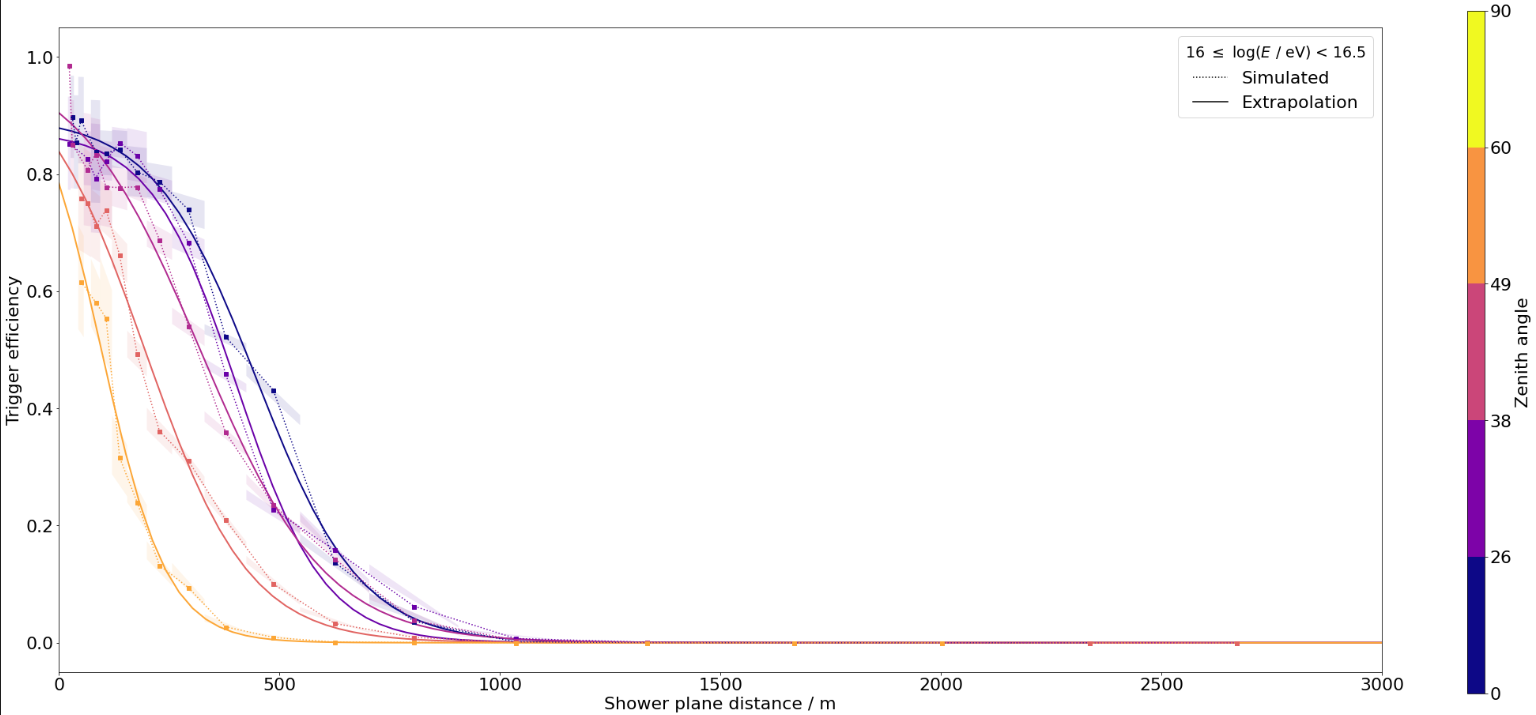 16 ≤ log(E / eV) < 16.5
Simulated
Extrapolation
Trigger efficiency
1.0
0.8
0.6
0.4
0.2
0.0
0 500 1000 1500 2000 2500 3000
Shower plane distance / m
90
60
49
38
26
0
Zenith angle